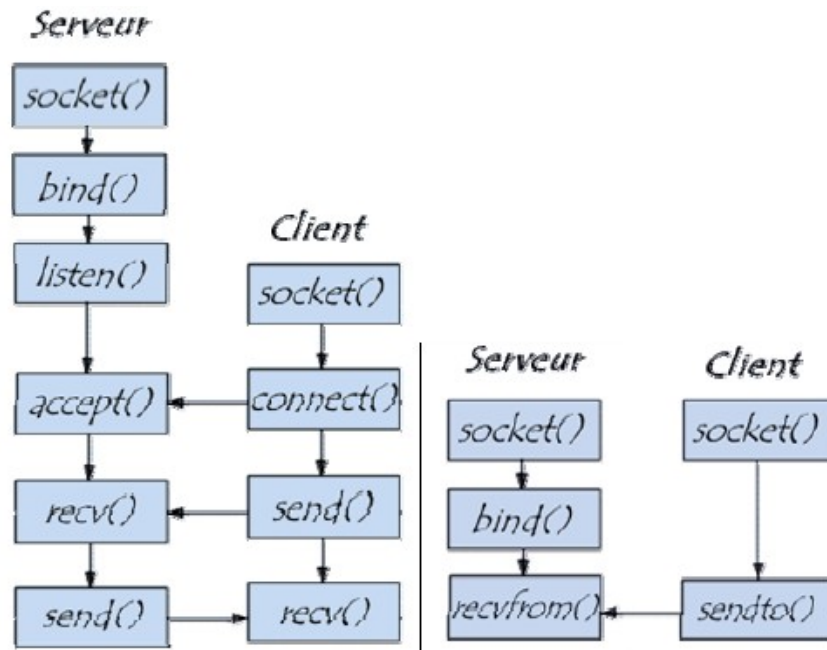 Serveur
socket()
bind()
listen()
accept()
recv()
send()
Client
socket()
connect()
send()
recv()
Serveur
socket()
bind()
recvfrom()
Client
socket()
sendto()